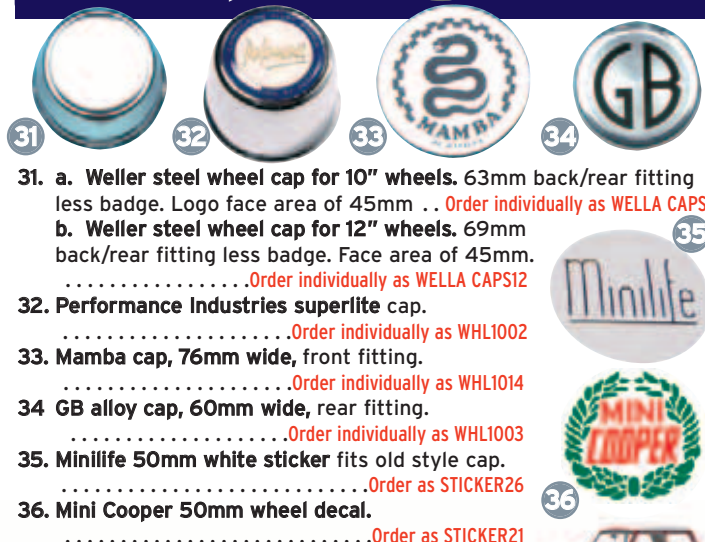 31
32
33
34
MAMBA
GB
31. a. Weller steel wheel cap for 10" wheels. 63mm back/rear fitting
less badge. Logo face area of 45mm . . Order individually as WELLA CAPS
b. Weller steel wheel cap for 12" wheels. 69mm
back/rear fitting less badge. Face area of 45mm.
. . . . . . . . . . . . . . . . .Order individually as WELLA CAPS12
32. Performance Industries superlite cap.
. . . . . . . . . . . . . . . . . . . . .Order individually as WHL1002
33. Mamba cap, 76mm wide, front fitting.
. . . . . . . . . . . . . . . . . . . . .Order individually as WHL1014
34 GB alloy cap, 60mm wide, rear fitting.
. . . . . . . . . . . . . . . . . . . .Order individually as WHL1003
35. Minilife 50mm white sticker fits old style cap.
. . . . . . . . . . . . . . . . . . . . . . . . . . . .Order as STICKER26
36. Mini Cooper 50mm wheel decal.
. . . . . . . . . . . . . . . . . . . . . . . . . . . .Order as STICKER21
35
Minilife
MINI
COOPER
36